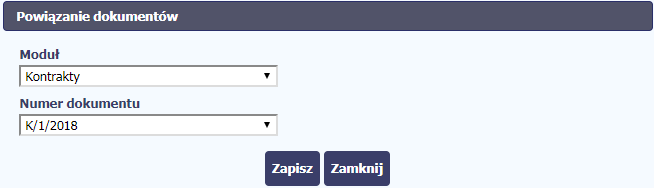 Powiązanie dokumentów
Moduł
Kontrakty
Numer dokumentu
K/1/2018
Zapisz Zamknij